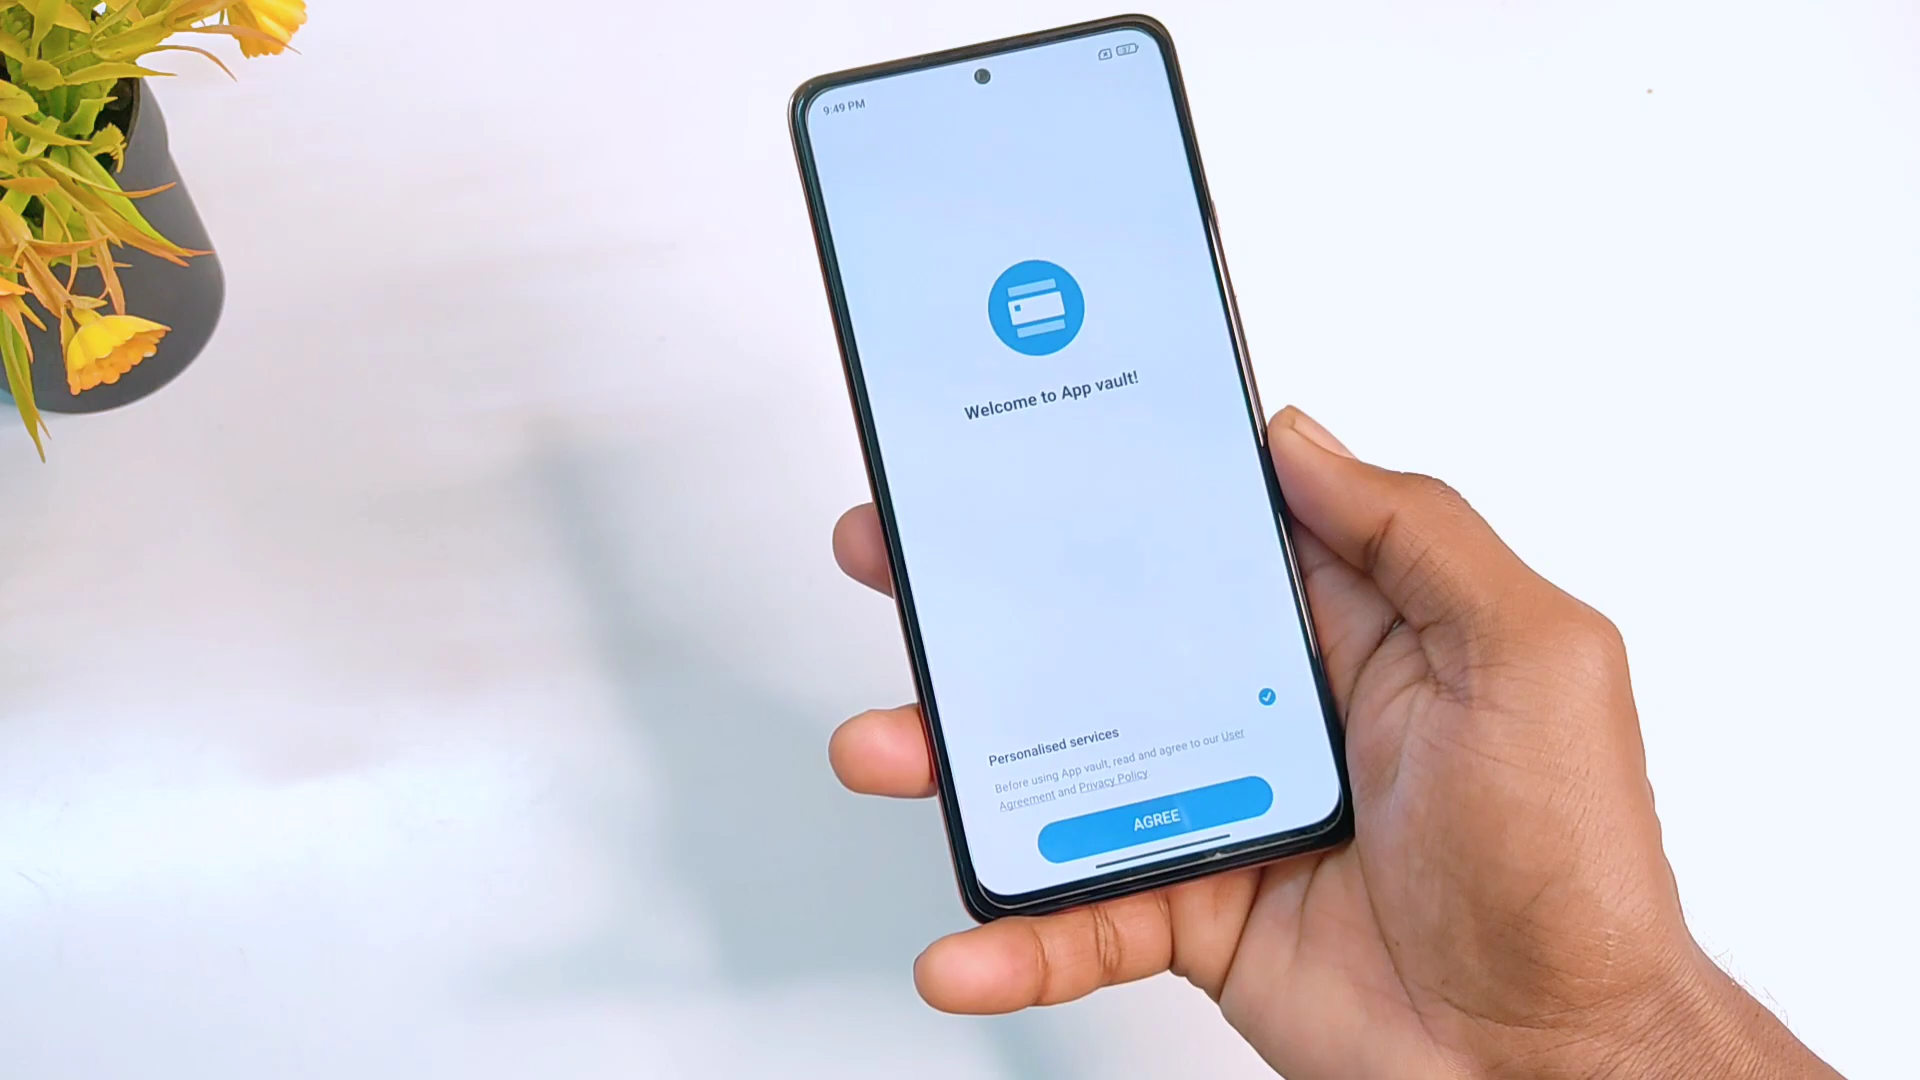 9:49 PM
Welcome to App vault!
Personalised services
Before using App vault, read and agree to our User
Agreement and Privacy Policy
AGREE